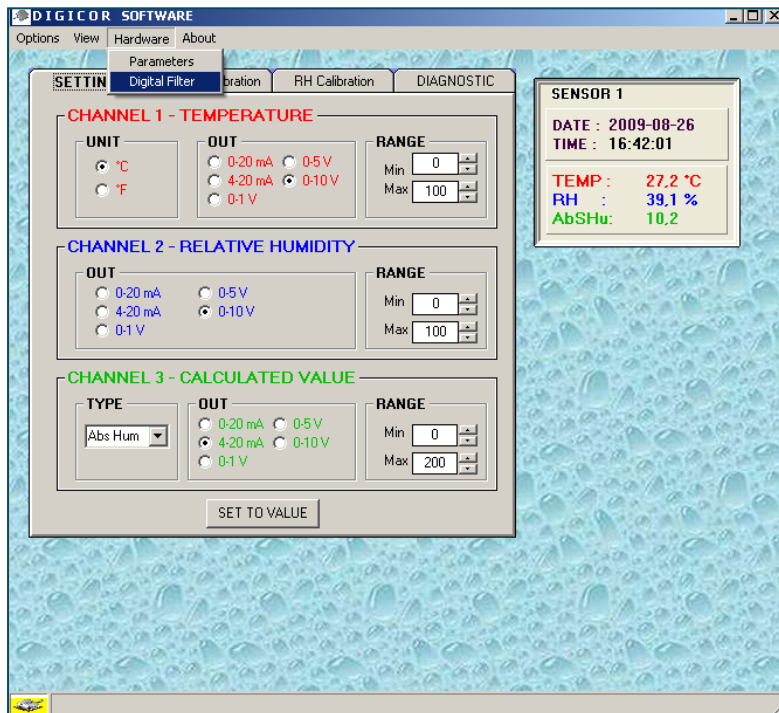 DIGICOR SOFTWARE
Options View Hardware About
Parameters
Digital Filter
SETTIN bration RH Calibration DIAGNOSTIC
CHANNEL 1 - TEMPERATURE
UNIT
°C
°F
OUT
0-20 mA 0-5 V
4-20 mA 0-10 V
0-1 V
RANGE
Min 0
Max 100
CHANNEL 2 - RELATIVE HUMIDITY
OUT
0-20 mA 0-5 V
4-20 mA 0-10 V
0-1 V
RANGE
Min 0
Max 100
CHANNEL 3 - CALCULATED VALUE
TYPE
Abs Hum
OUT
0-20 mA 0-5 V
4-20 mA 0-10 V
0-1 V
RANGE
Min 0
Max 200
SET TO VALUE
SENSOR 1
DATE : 2009-08-26
TIME : 16:42:01
TEMP : 27,2 °C
RH : 39,1 %
AbSHu: 10,2